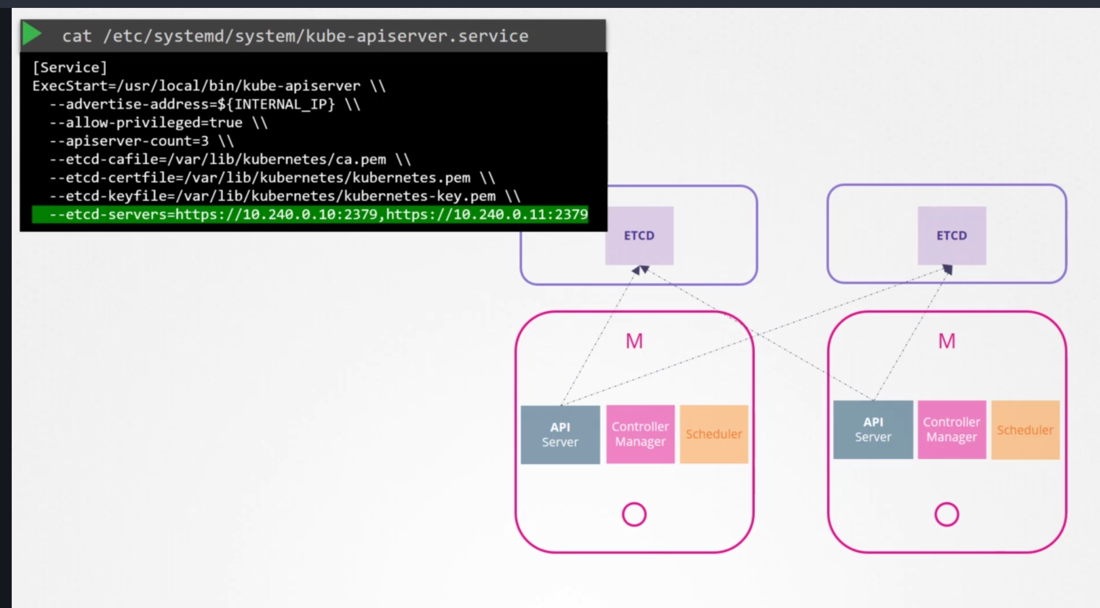 cat /etc/systemd/system/kube-apiserver.service
[Service]
ExecStart=/usr/local/bin/kube-apiserver \\
--advertise-address=${INTERNAL_IP} \\
--allow-privileged=true \\
--apiserver-count=3 \\
--etcd-cafile=/var/lib/kubernetes/ca.pem \\
--etcd-certfile=/var/lib/kubernetes/kubernetes.pem \\
--etcd-keyfile=/var/lib/kubernetes/kubernetes-key.pem \\
--etcd-servers=https://10.240.0.10:2379,https://10.240.0.11:2379
ETCD
ETCD
M
API
Server
Controller
Manager
Scheduler
M
API
Server
Controller
Manager
Scheduler